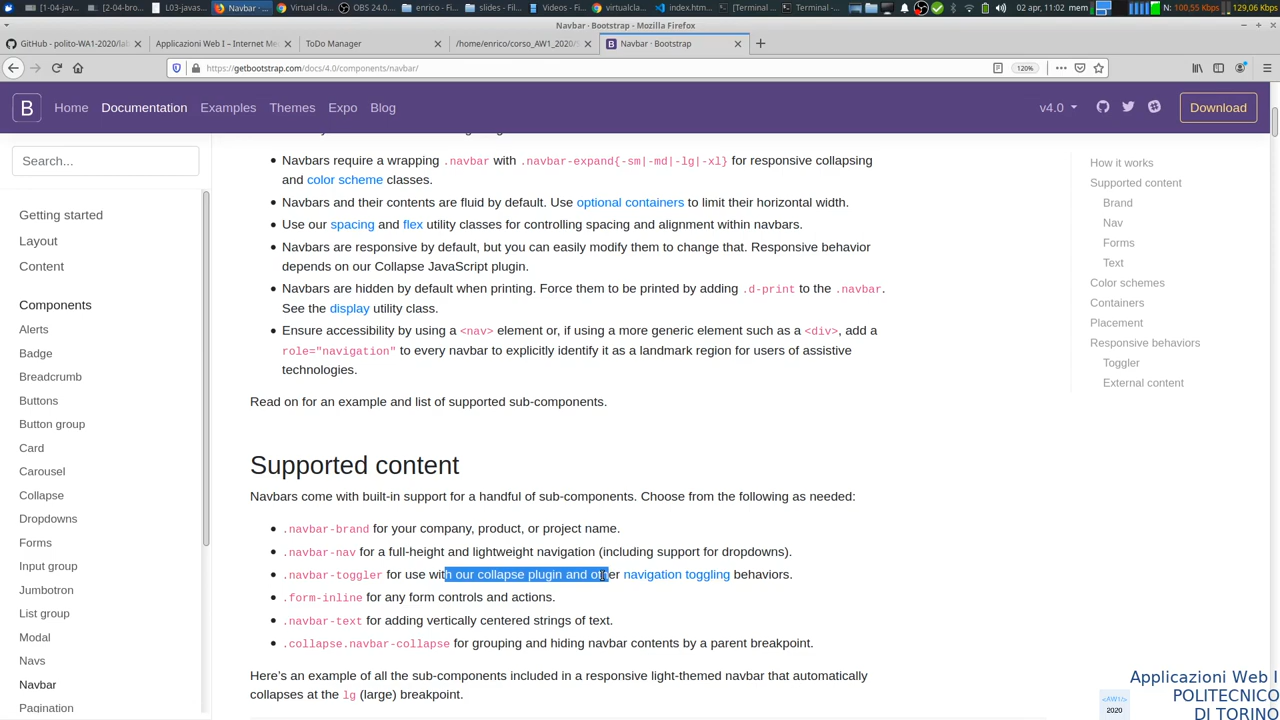 [1-04-jav...
[2-04-bro...
L03-javas...
Navbar ·...
Virtual cla...
OBS 24.0...
enrico - F...
slides - Fil...
Videos - F...
virtualcla...
index.htm...
[Terminal ...
Terminal -...
02 apr, 11:02
mem
N: 100,55 Kbps
129,06 Kbps
Navbar · Bootstrap - Mozilla Firefox
GitHub - polito-WA1-2020/la
Applicazioni Web I – Internet Me
ToDo Manager
/home/enrico/corso_AW1_2020/S
Navbar · Bootstrap
https://getbootstrap.com/docs/4.0/components/navbar/
120%
B
Home
Documentation
Examples
Themes
Expo
Blog
v4.0
Download
Search...
Getting started
Layout
Content
Components
Alerts
Badge
Breadcrumb
Buttons
Button group
Card
Carousel
Collapse
Dropdowns
Forms
Input group
Jumbotron
List group
Modal
Navs
Navbar
Pagination
Navbars require a wrapping .navbar with .navbar-expand{-sm|-md|-lg|-xl} for responsive collapsing
and color scheme classes.
Navbars and their contents are fluid by default. Use optional containers to limit their horizontal width.
Use our spacing and flex utility classes for controlling spacing and alignment within navbars.
Navbars are responsive by default, but you can easily modify them to change that. Responsive behavior
depends on our Collapse JavaScript plugin.
Navbars are hidden by default when printing. Force them to be printed by adding .d-print to the .navbar.
See the display utility class.
Ensure accessibility by using a <nav> element or, if using a more generic element such as a <div>, add a
role="navigation" to every navbar to explicitly identify it as a landmark region for users of assistive
technologies.
Read on for an example and list of supported sub-components.
Supported content
Navbars come with built-in support for a handful of sub-components. Choose from the following as needed:
.navbar-brand for your company, product, or project name.
.navbar-nav for a full-height and lightweight navigation (including support for dropdowns).
.navbar-toggler for use with our collapse plugin and other navigation toggling behaviors.
.form-inline for any form controls and actions.
.navbar-text for adding vertically centered strings of text.
.collapse.navbar-collapse for grouping and hiding navbar contents by a parent breakpoint.
Here's an example of all the sub-components included in a responsive light-themed navbar that automatically
collapses at the lg (large) breakpoint.
How it works
Supported content
Brand
Nav
Forms
Text
Color schemes
Containers
Placement
Responsive behaviors
Toggler
External content
Applicazioni Web I
POLITECNICO
DI TORINO
<AW1/>
2020